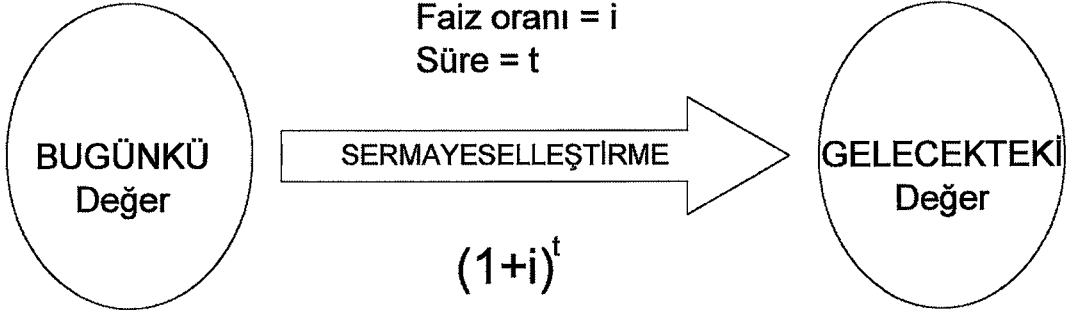 Faiz oranı = i
Süre = t
BUGÜNKÜ
Değer
SERMAYESELLEŞTİRME
GELECEKTEKİ
Değer
(1+i)^t